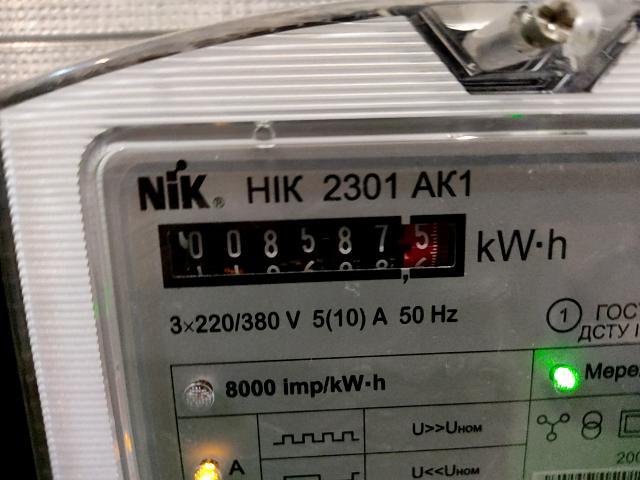 NiK® НІК 2301 АК1
0 0 8 5 8 7 5 kW·h
3×220/380 V 5(10) A 50 Hz
1 ГОС
ДСТУ І
8000 imp/kW·h
Мере
U>>Uном
200
A
U<<Uном